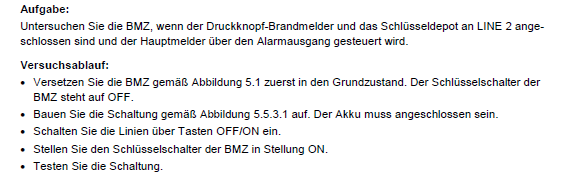 Aufgabe:
Untersuchen Sie die BMZ, wenn der Druckknopf-Brandmelder und das Schlüsseldepot an LINE 2 ange-
schlossen sind und der Hauptmelder über den Alarmausgang gesteuert wird.
Versuchsablauf:
• Versetzen Sie die BMZ gemäß Abbildung 5.1 zuerst in den Grundzustand. Der Schlüsselschalter der
BMZ steht auf OFF.
• Bauen Sie die Schaltung gemäß Abbildung 5.5.3.1 auf. Der Akku muss angeschlossen sein.
• Schalten Sie die Linien über Tasten OFF/ON ein.
• Stellen Sie den Schlüsselschalter der BMZ in Stellung ON.
• Testen Sie die Schaltung.